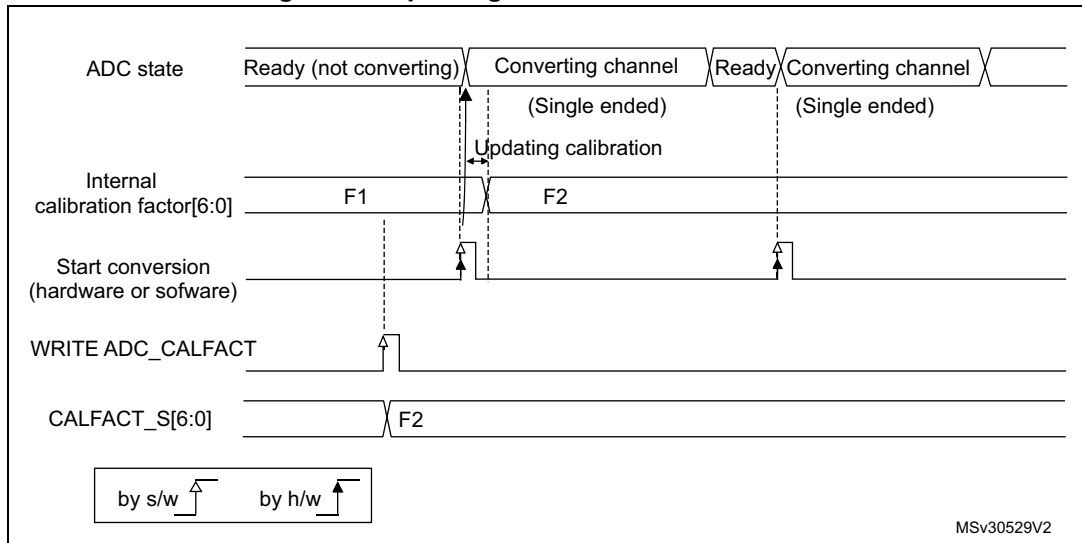 ADC state
Ready (not converting)
Converting channel
Ready
Converting channel
(Single ended)
(Single ended)
Updating calibration
Internal
calibration factor[6:0]
F1
F2
Start conversion
(hardware or sofware)
WRITE ADC_CALFACT
CALFACT_S[6:0]
F2
by s/w
by h/w
MSv30529V2